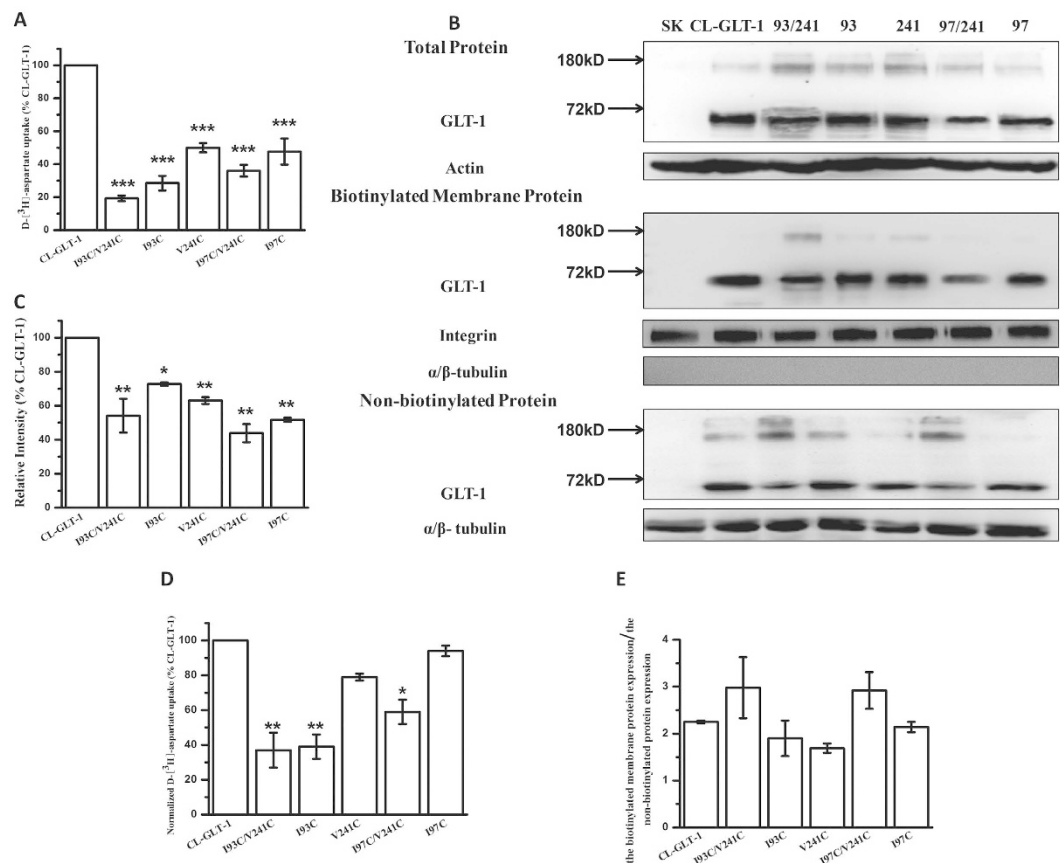 A
D-[³H]-aspartate uptake (% CL-GLT-1)
100
80
60
40
20
0
***
***
***
***
***
CL-GLT-1
I93C/V241C
I93C
V241C
I97C/V241C
I97C
B
SK CL-GLT-1 93/241 93 241 97/241 97
Total Protein
180kD
72kD
GLT-1
Actin
Biotinylated Membrane Protein
180kD
72kD
GLT-1
Integrin
α/β-tubulin
Non-biotinylated Protein
180kD
72kD
GLT-1
α/β- tubulin
C
Relative Intensity (% CL-GLT-1)
100
80
60
40
20
0
**
*
**
**
**
CL-GLT-1
I93C/V241C
I93C
V241C
I97C/V241C
I97C
D
Normalized D-[³H]-aspartate uptake (% CL-GLT-1)
100
80
60
40
20
0
**
**
*
CL-GLT-1
I93C/V241C
I93C
V241C
I97C/V241C
I97C
E
the biotinylated membrane protein expression/ the
non-biotinylated protein expression
4
3
2
1
0
CL-GLT-1
I93C/V241C
I93C
V241C
I97C/V241C
I97C